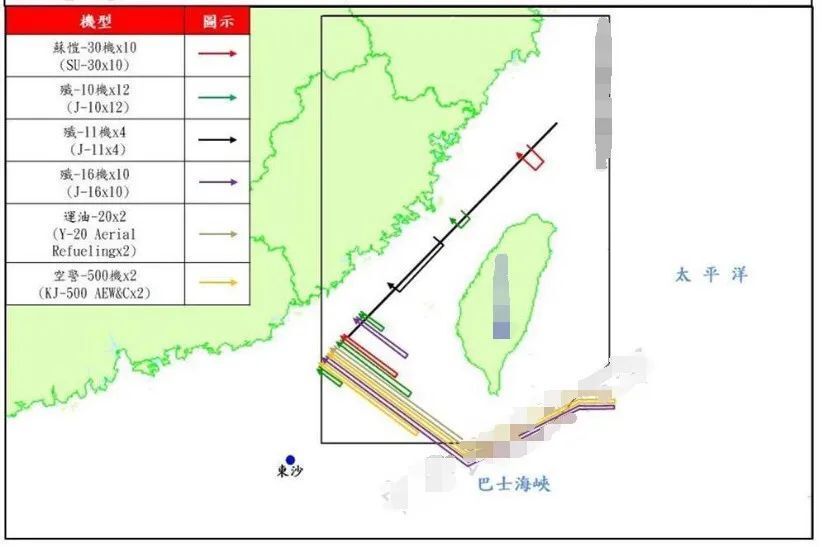 機型 圖示
蘇愷-30機x10
(SU-30x10)
殲-10機x12
(J-10x12)
殲-11機x4
(J-11x4)
殲-16機x10
(J-16x10)
運油-20x2
(Y-20 Aerial
Refuelingx2)
空警-500機x2
(KJ-500 AEW&Cx2)
太平洋
東沙
巴士海峽